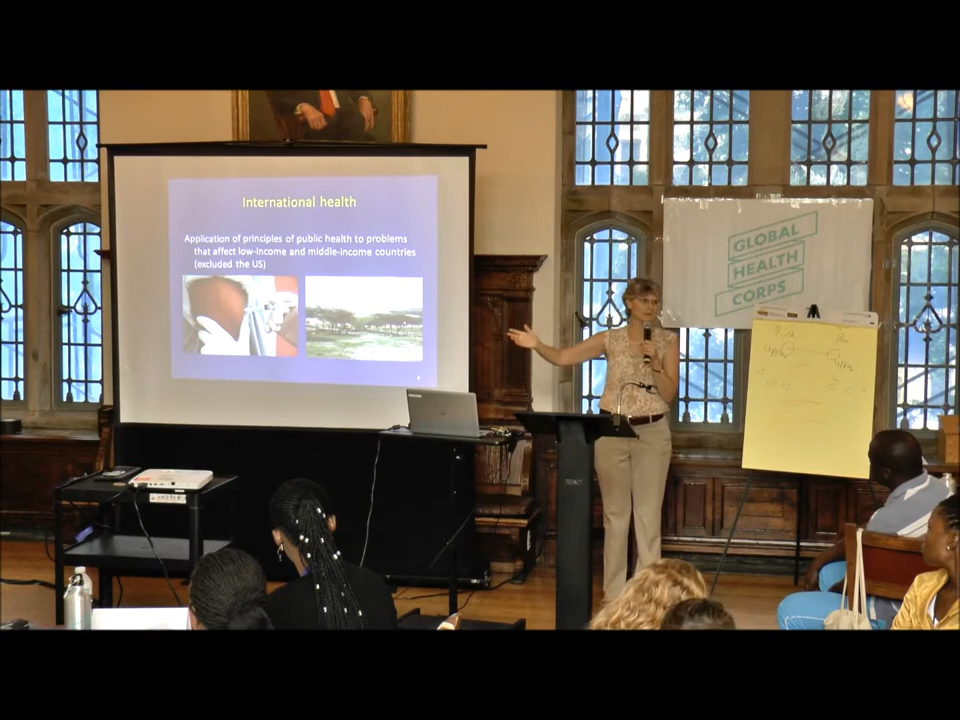 International health
Application of principles of public health to problems
that affect low-income and middle-income countries
(excluded the US)
GLOBAL
HEALTH
CORPS